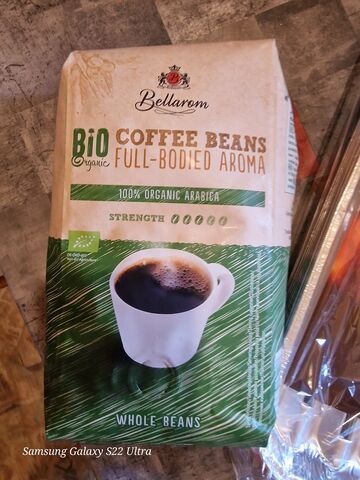 Bellarom
BiO
Organic
COFFEE BEANS
FULL-BODIED AROMA
100% ORGANIC ARABICA
STRENGTH
WHOLE BEANS
Samsung Galaxy S22 Ultra